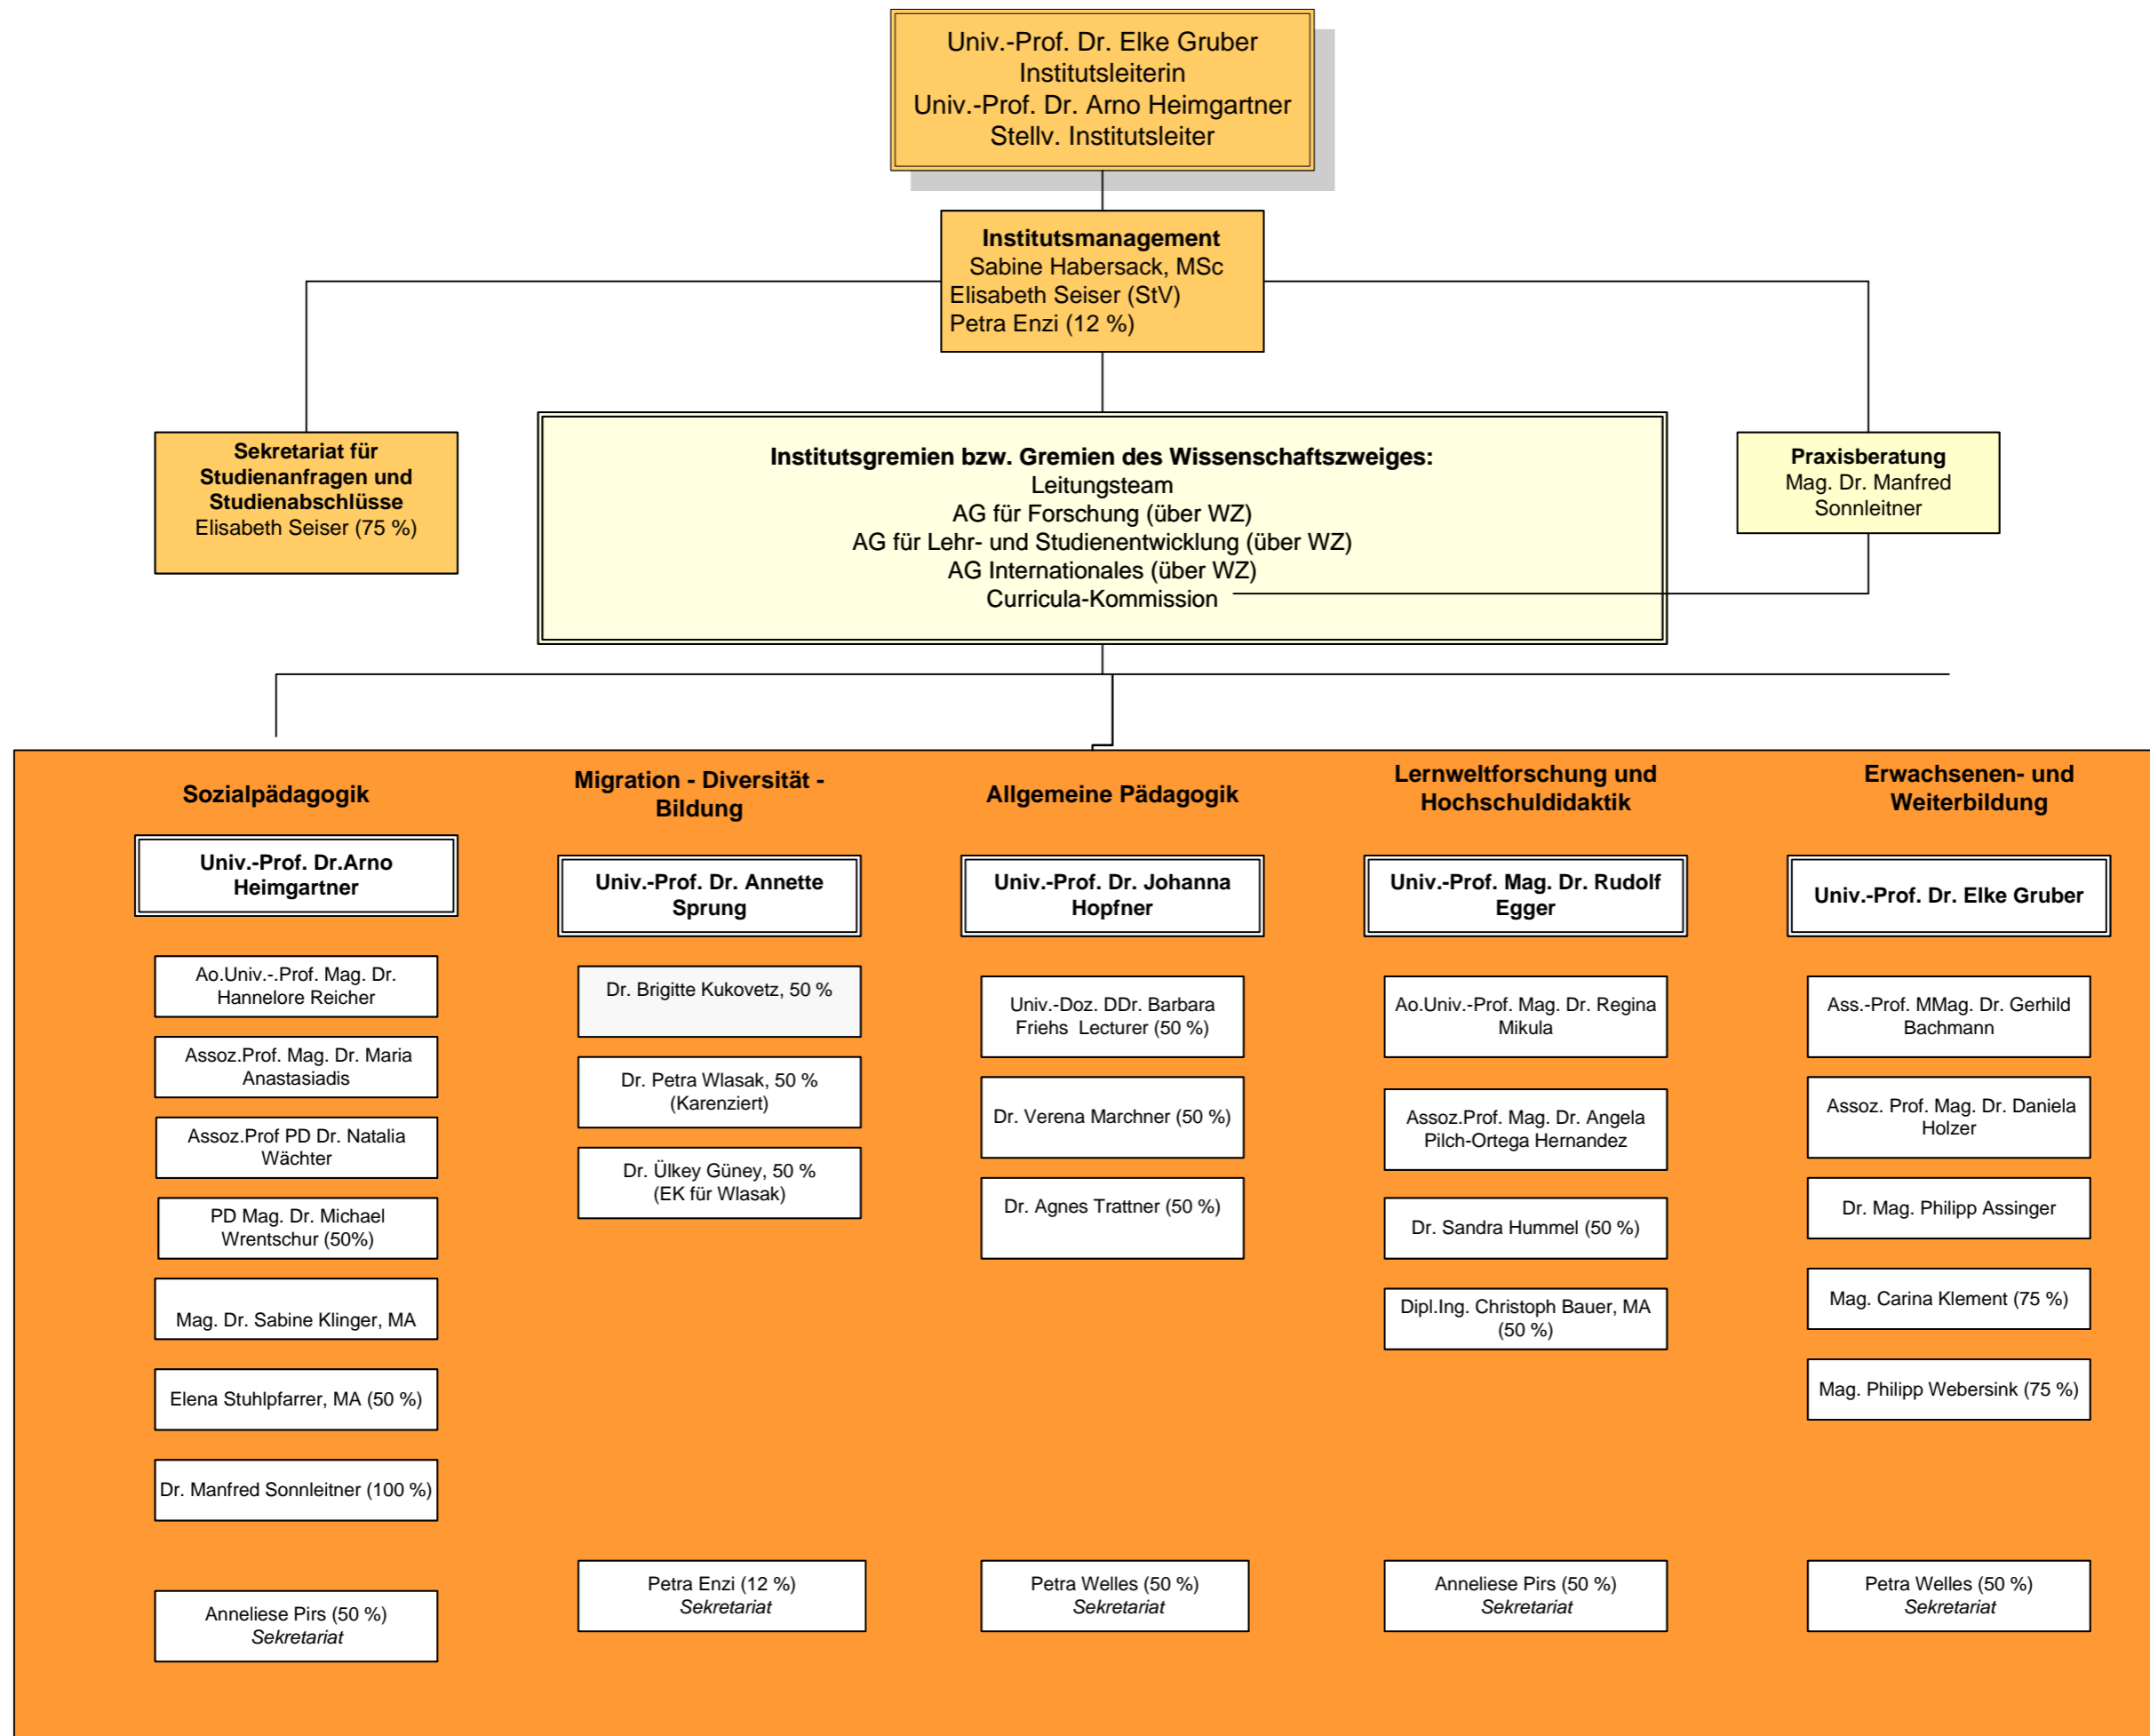 Univ.-Prof. Dr. Elke Gruber
Institutsleiterin
Univ.-Prof. Dr. Arno Heimgartner
Stellv. Institutsleiter
Institutsmanagement
Sabine Habersack, MSc
Elisabeth Seiser (StV)
Petra Enzi (12 %)
Sekretariat für
Studienanfragen und
Studienabschlüsse
Elisabeth Seiser (75 %)
Institutsgremien bzw. Gremien des Wissenschaftszweiges:
Leitungsteam
AG für Forschung (über WZ)
AG für Lehr- und Studienentwicklung (über WZ)
AG Internationales (über WZ)
Curricula-Kommission
Praxisberatung
Mag. Dr. Manfred
Sonnleitner
Sozialpädagogik
Univ.-Prof. Dr.Arno
Heimgartner
Ao.Univ.-.Prof. Mag. Dr.
Hannelore Reicher
Assoz.Prof. Mag. Dr. Maria
Anastasiadis
Assoz.Prof PD Dr. Natalia
Wächter
PD Mag. Dr. Michael
Wrentschur (50%)
Mag. Dr. Sabine Klinger, MA
Elena Stuhlpfarrer, MA (50 %)
Dr. Manfred Sonnleitner (100 %)
Anneliese Pirs (50 %)
Sekretariat
Migration - Diversität -
Bildung
Univ.-Prof. Dr. Annette
Sprung
Dr. Brigitte Kukovetz, 50 %
Dr. Petra Wlasak, 50 %
(Karenziert)
Dr. Ülkey Güney, 50 %
(EK für Wlasak)
Petra Enzi (12 %)
Sekretariat
Allgemeine Pädagogik
Univ.-Prof. Dr. Johanna
Hopfner
Univ.-Doz. DDr. Barbara
Friehs  Lecturer (50 %)
Dr. Verena Marchner (50 %)
Dr. Agnes Trattner (50 %)
Petra Welles (50 %)
Sekretariat
Lernweltforschung und
Hochschuldidaktik
Univ.-Prof. Mag. Dr. Rudolf
Egger
Ao.Univ.-Prof. Mag. Dr. Regina
Mikula
Assoz.Prof. Mag. Dr. Angela
Pilch-Ortega Hernandez
Dr. Sandra Hummel (50 %)
Dipl.Ing. Christoph Bauer, MA
(50 %)
Anneliese Pirs (50 %)
Sekretariat
Erwachsenen- und
Weiterbildung
Univ.-Prof. Dr. Elke Gruber
Ass.-Prof. MMag. Dr. Gerhild
Bachmann
Assoz. Prof. Mag. Dr. Daniela
Holzer
Dr. Mag. Philipp Assinger
Mag. Carina Klement (75 %)
Mag. Philipp Webersink (75 %)
Petra Welles (50 %)
Sekretariat